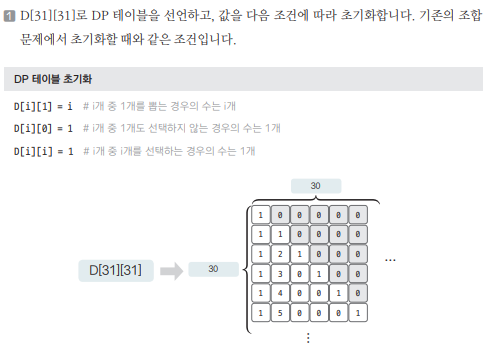 1 D[31][31]로 DP 테이블을 선언하고, 값을 다음 조건에 따라 초기화합니다. 기존의 조합
문제에서 초기화할 때와 같은 조건입니다.
DP 테이블 초기화
D[i][1] = i # i개 중 1개를 뽑는 경우의 수는 i개
D[i][0] = 1 # i개 중 1개도 선택하지 않는 경우의 수는 1개
D[i][i] = 1 # i개 중 i개를 선택하는 경우의 수는 1개
30
D[31][31]
30
1 0 0 0 0 0
1 1 0 0 0 0
1 2 1 0 0 0
1 3 0 1 0 0
1 4 0 0 1 0
1 5 0 0 0 1
...
⋮